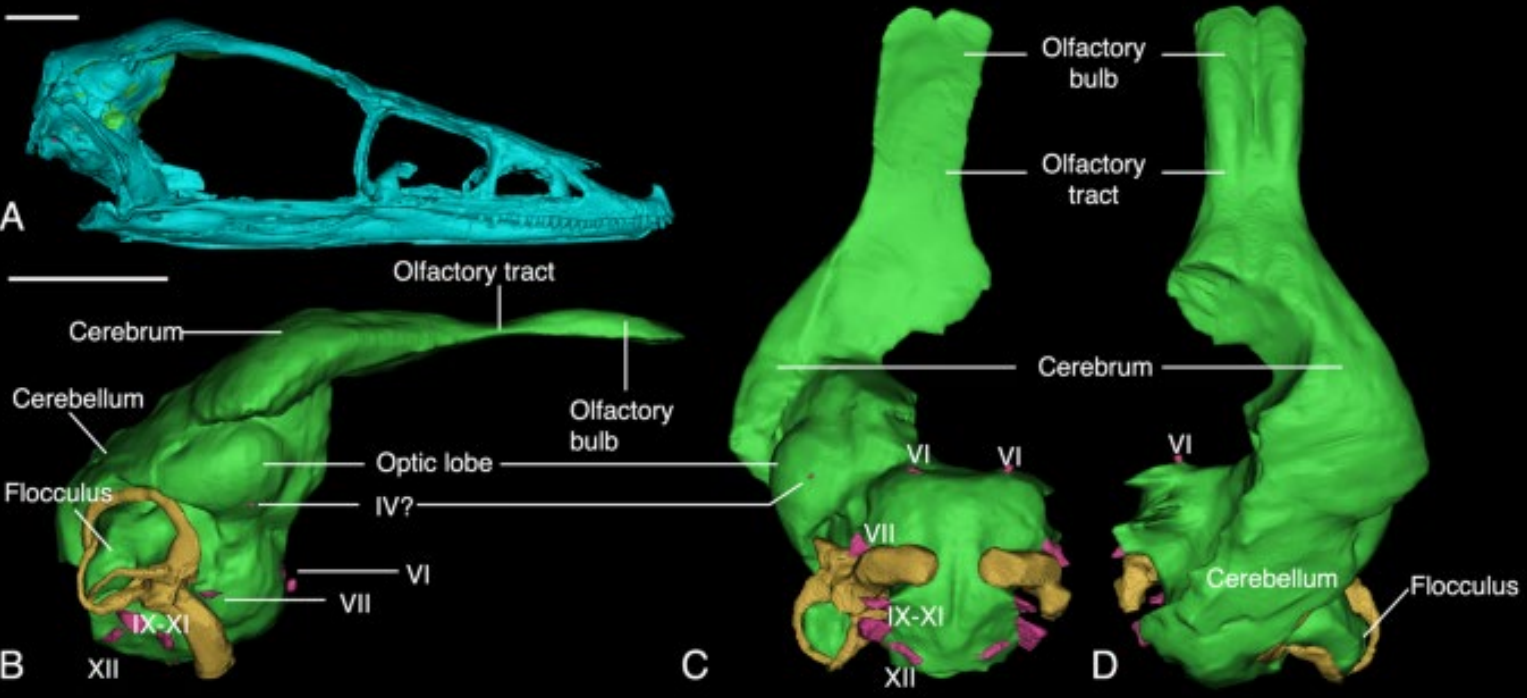 A
Olfactory tract
Cerebrum
Cerebellum
Olfactory
bulb
Optic lobe
Flocculus
IV?
VI
VII
IX-XI
XII
B
Olfactory
bulb
Olfactory
tract
Cerebrum
VI
VI
VII
IX-XI
XII
C
VI
Cerebellum
Flocculus
D